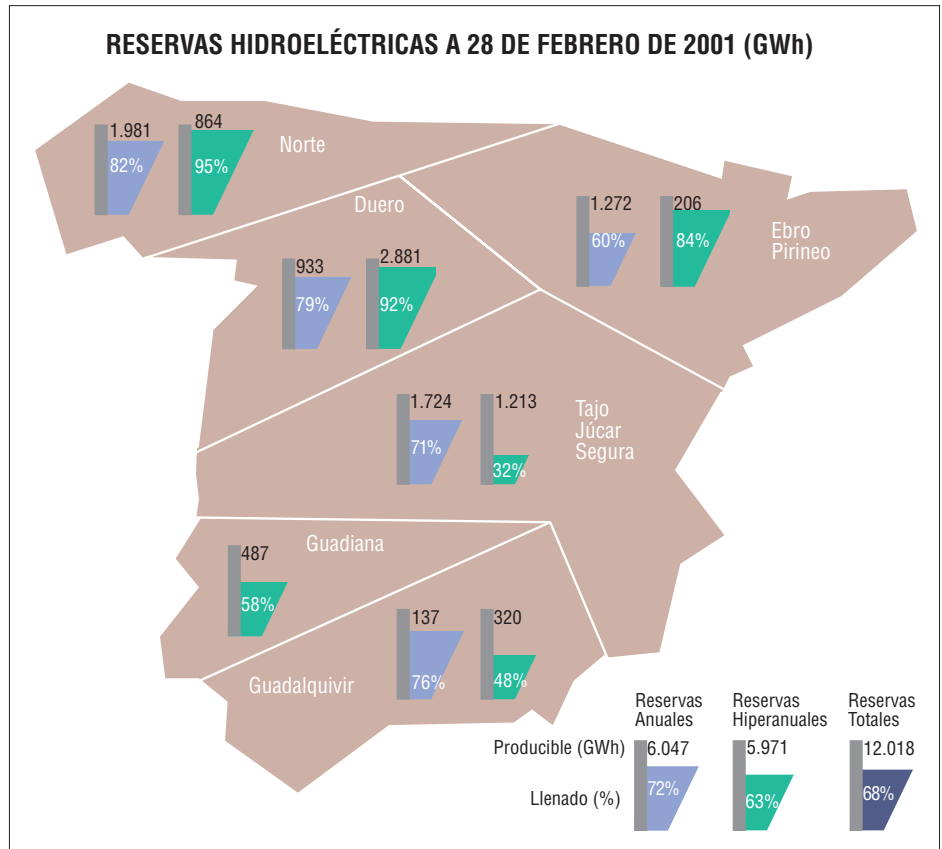 RESERVAS HIDROELÉCTRICAS A 28 DE FEBRERO DE 2001 (GWh)
1.981
82%
864
95%
Norte
Duero
933
79%
2.881
92%
1.272
60%
206
84%
Ebro
Pirineo
1.724
71%
1.213
32%
Tajo
Júcar
Segura
Guadiana
487
58%
Guadalquivir
137
76%
320
48%
Reservas
Anuales
Reservas
Hiperanuales
Reservas
Totales
Producible (GWh)
6.047
5.971
12.018
Llenado (%)
72%
63%
68%